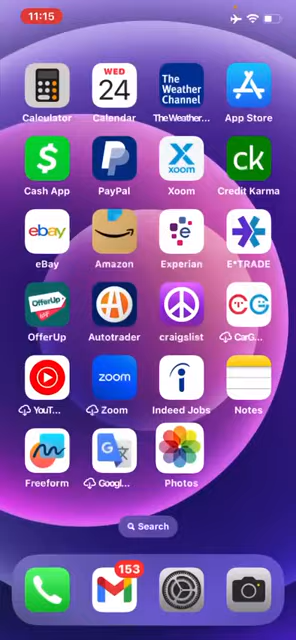 11:15
WED
24
The Weather Channel
Calculator Calendar TheWeather... App Store
ck
xoom
Cash App PayPal Xoom Credit Karma
ebay
eBay Amazon Experian E*TRADE
OfferUp
OfferUp Autotrader craigslist CarG...
zoom
YouT... Zoom Indeed Jobs Notes
Freeform Googl... Photos
Search
153